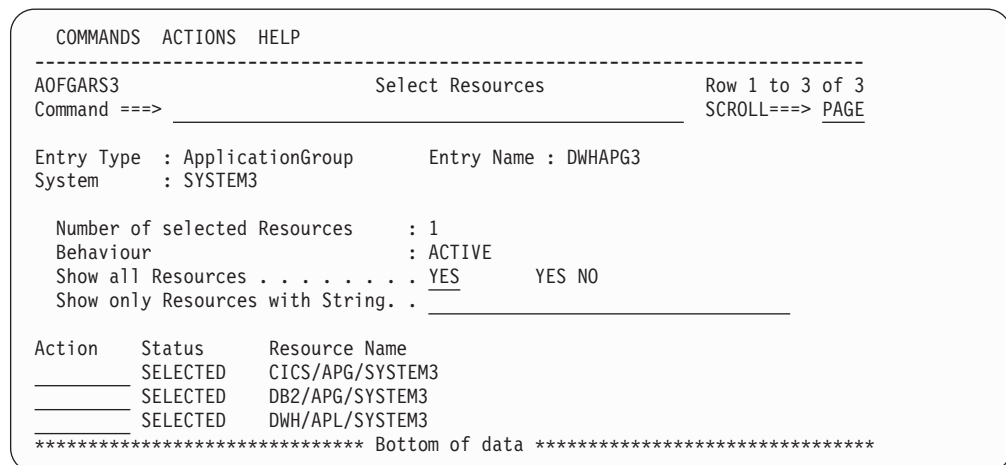 COMMANDS ACTIONS HELP
-------------------------------------------------------------------------------
AOFGARS3 Select Resources Row 1 to 3 of 3
Command ===> SCROLL===> PAGE
Entry Type : ApplicationGroup Entry Name : DWHAPG3
System : SYSTEM3
Number of selected Resources : 1
Behaviour : ACTIVE
Show all Resources . . . . . . . . YES YES NO
Show only Resources with String. .
Action Status Resource Name
SELECTED CICS/APG/SYSTEM3
SELECTED DB2/APG/SYSTEM3
SELECTED DWH/APL/SYSTEM3
******************************* Bottom of data ********************************